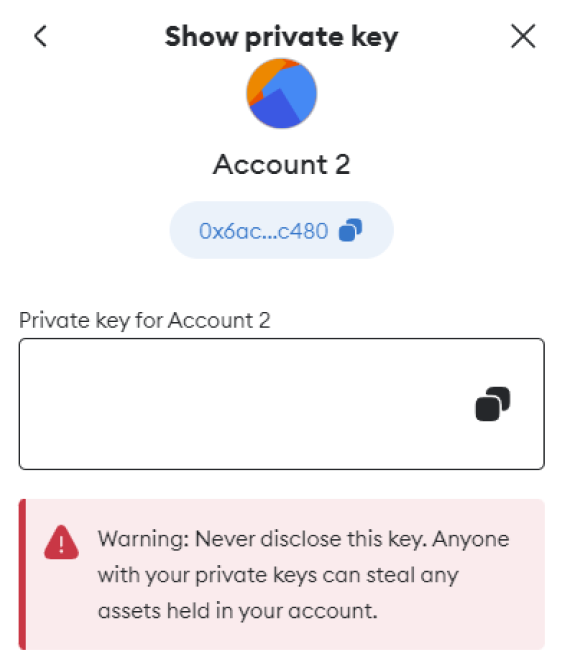 Show private key
Account 2
0x6ac...c480
Private key for Account 2
Warning: Never disclose this key. Anyone
with your private keys can steal any
assets held in your account.